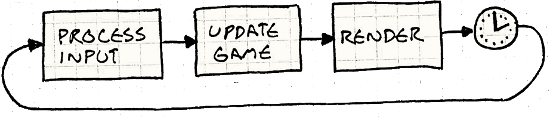 PROCESS
INPUT
UPDATE
GAME
RENDER